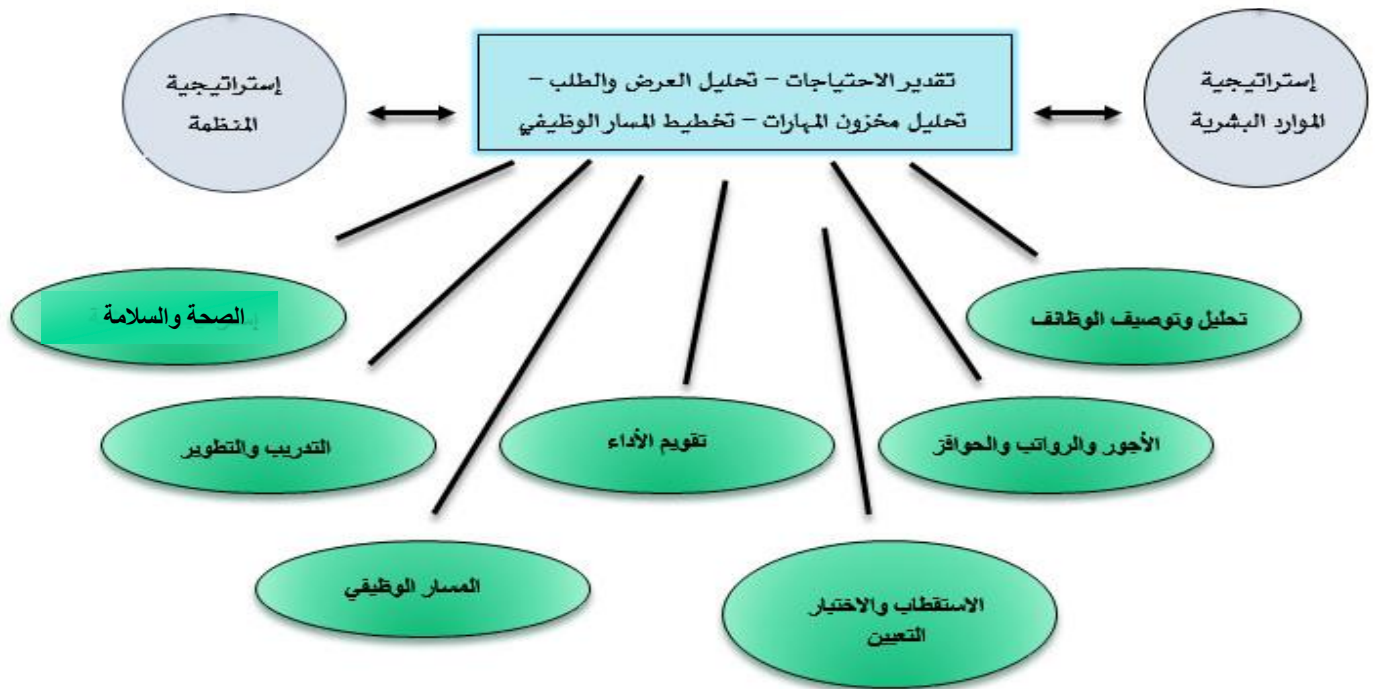 إستراتيجية
الموارد البشرية
تقدير الاحتياجات – تحليل العرض والطلب –
تحليل مخزون المهارات – تخطيط المسار الوظيفي
إستراتيجية
المنظمة
تحليل وتوصيف الوظائف
الصحة والسلامة
الأجور والرواتب والحوافز
تقويم الأداء
التدريب والتطوير
الاستقطاب والاختيار
التعيين
المسار الوظيفي